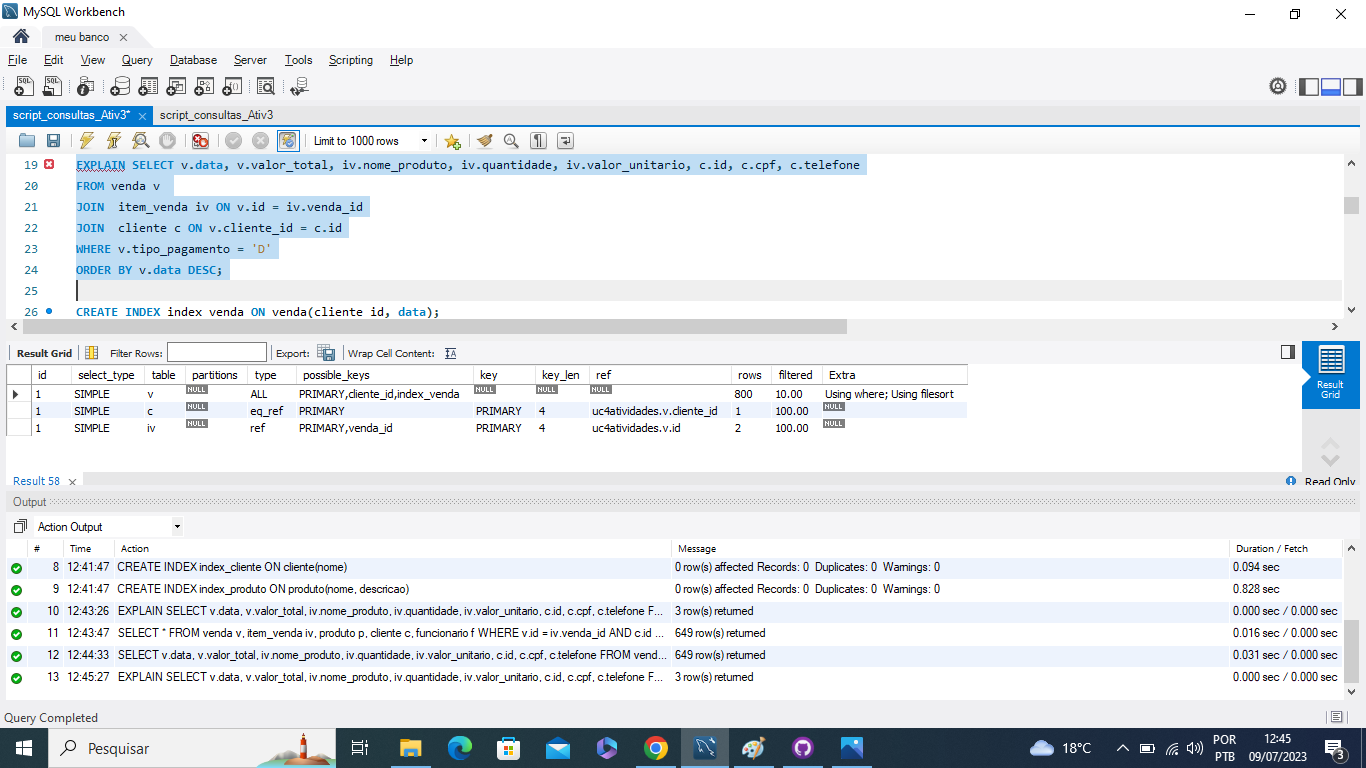 MySQL Workbench
meu banco
File Edit View Query Database Server Tools Scripting Help
script_consultas_Ativ3* script_consultas_Ativ3
Limit to 1000 rows
19 EXPLAIN SELECT v.data, v.valor_total, iv.nome_produto, iv.quantidade, iv.valor_unitario, c.id, c.cpf, c.telefone
20 FROM venda v
21 JOIN item_venda iv ON v.id = iv.venda_id
22 JOIN cliente c ON v.cliente_id = c.id
23 WHERE v.tipo_pagamento = 'D'
24 ORDER BY v.data DESC;
25
26 CREATE INDEX index_venda ON venda(cliente_id, data);
Result Grid Filter Rows: Export: Wrap Cell Content: IA
id select_type table partitions type possible_keys key key_len ref rows filtered Extra
1 SIMPLE v NULL ALL PRIMARY,cliente_id,index_venda NULL NULL NULL 800 10.00 Using where; Using filesort
1 SIMPLE c NULL eq_ref PRIMARY PRIMARY 4 uc4atividades.v.cliente_id 1 100.00 NULL
1 SIMPLE iv NULL ref PRIMARY,venda_id PRIMARY 4 uc4atividades.v.id 2 100.00 NULL
Result Grid
Result 58 Read Only
Output
Action Output
# Time Action Message Duration / Fetch
8 12:41:47 CREATE INDEX index_cliente ON cliente(nome) 0 row(s) affected Records: 0 Duplicates: 0 Warnings: 0 0.094 sec
9 12:41:47 CREATE INDEX index_produto ON produto(nome, descricao) 0 row(s) affected Records: 0 Duplicates: 0 Warnings: 0 0.828 sec
10 12:43:26 EXPLAIN SELECT v.data, v.valor_total, iv.nome_produto, iv.quantidade, iv.valor_unitario, c.id, c.cpf, c.telefone F... 3 row(s) returned 0.000 sec / 0.000 sec
11 12:43:47 SELECT * FROM venda v, item_venda iv, produto p, cliente c, funcionario f WHERE v.id = iv.venda_id AND c.id ... 649 row(s) returned 0.016 sec / 0.000 sec
12 12:44:33 SELECT v.data, v.valor_total, iv.nome_produto, iv.quantidade, iv.valor_unitario, c.id, c.cpf, c.telefone FROM vend... 649 row(s) returned 0.031 sec / 0.000 sec
13 12:45:27 EXPLAIN SELECT v.data, v.valor_total, iv.nome_produto, iv.quantidade, iv.valor_unitario, c.id, c.cpf, c.telefone F... 3 row(s) returned 0.000 sec / 0.000 sec
Query Completed
Pesquisar 18°C POR PTB 12:45 09/07/2023 3